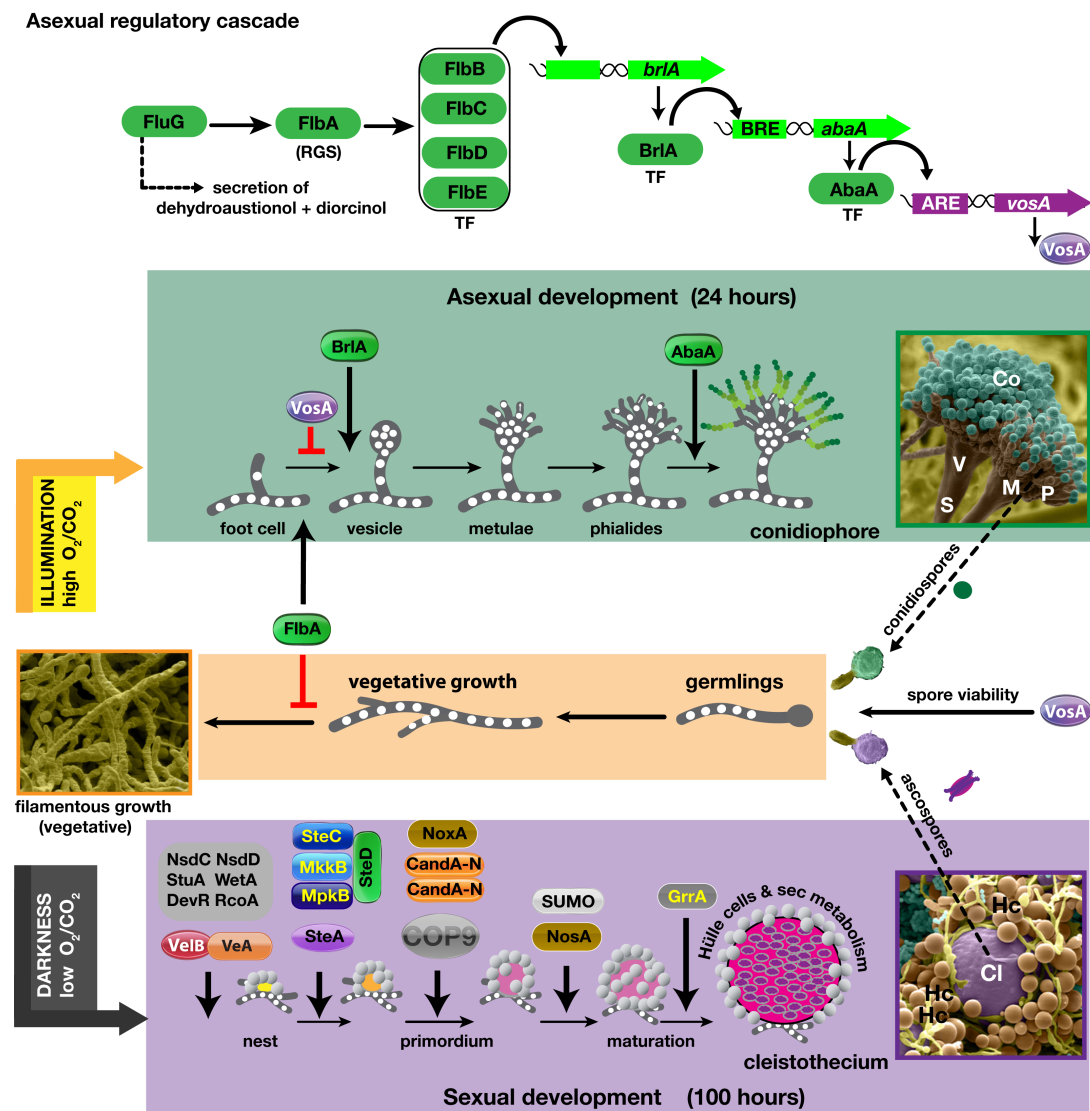 Asexual regulatory cascade
FlbB
FlbC
FlbD
FlbE
TF
FluG
FlbA
(RGS)
secretion of
dehydroaustionol + diorcinol
brlA
BrlA
TF
BRE
abaA
AbaA
TF
ARE
vosA
VosA
Asexual development (24 hours)
BrlA
VosA
AbaA
foot cell
vesicle
metulae
phialides
conidiophore
Co
V
S
M
P
ILLUMINATION
high O2/CO2
conidiospores
FlbA
vegetative growth
germlings
spore viability
VosA
filamentous growth
(vegetative)
ascospores
DARKNESS
low O2/CO2
NsdC NsdD
StuA WetA
DevR RcoA
VelB
VeA
SteC
MkkB
MpkB
SteD
SteA
NoxA
CandA-N
CandA-N
COP9
SUMO
NosA
GrrA
Hülle cells & sec metabolism
nest
primordium
maturation
cleistothecium
Hc
Cl
Hc
Hc
Sexual development (100 hours)